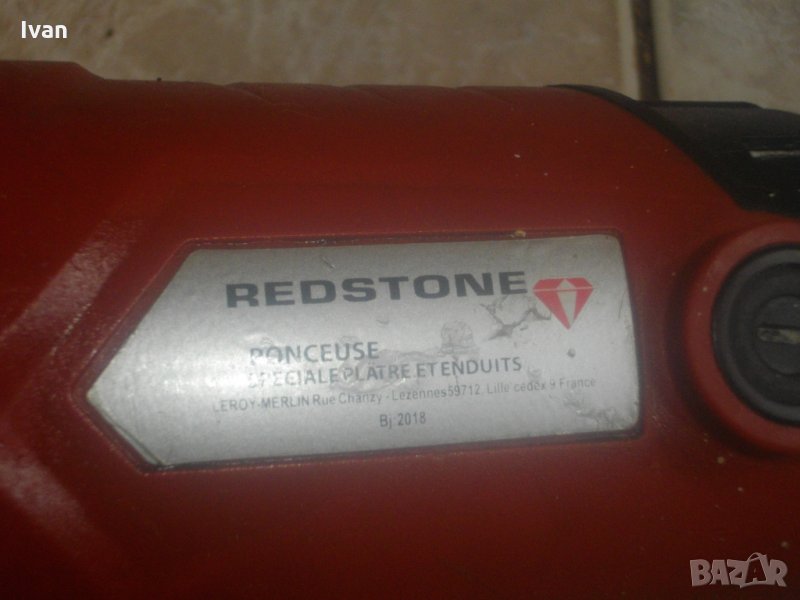 Ivan
REDSTONE
PONCEUSE
SPECIALE PLATRE ET ENDUITS
LEROY-MERLIN Rue Chanzy - Lezennes 59712, Lille cedex 9 France
Bj 2018
BAZAR